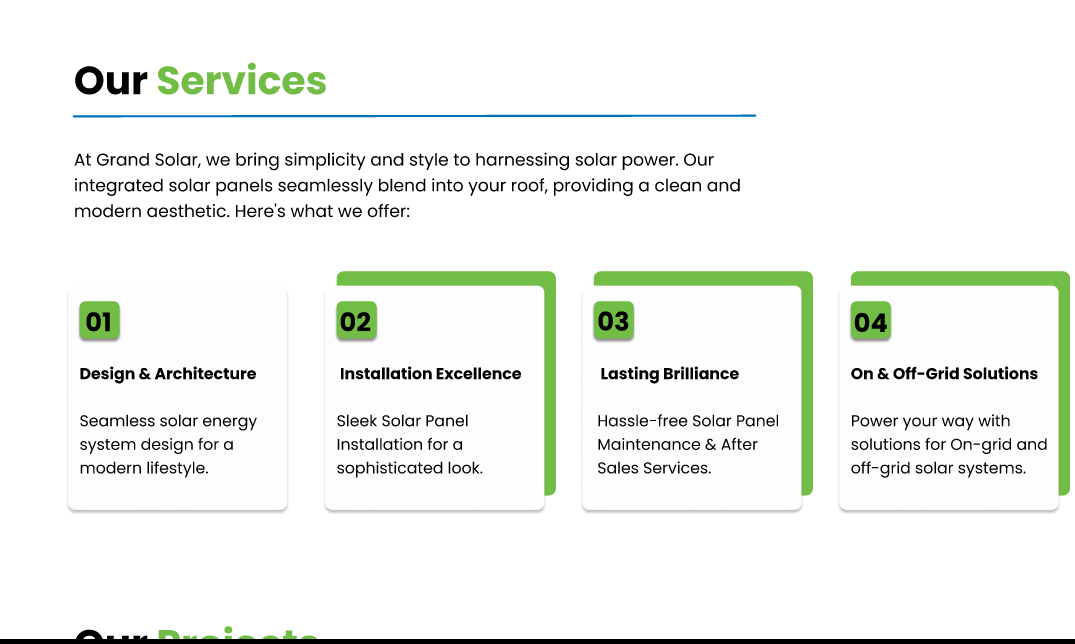 Our Services
At Grand Solar, we bring simplicity and style to harnessing solar power. Our
integrated solar panels seamlessly blend into your roof, providing a clean and
modern aesthetic. Here's what we offer:
01
Design & Architecture
Seamless solar energy
system design for a
modern lifestyle.
02
Installation Excellence
Sleek Solar Panel
Installation for a
sophisticated look.
03
Lasting Brilliance
Hassle-free Solar Panel
Maintenance & After
Sales Services.
04
On & Off-Grid Solutions
Power your way with
solutions for On-grid and
off-grid solar systems.
Our Projects